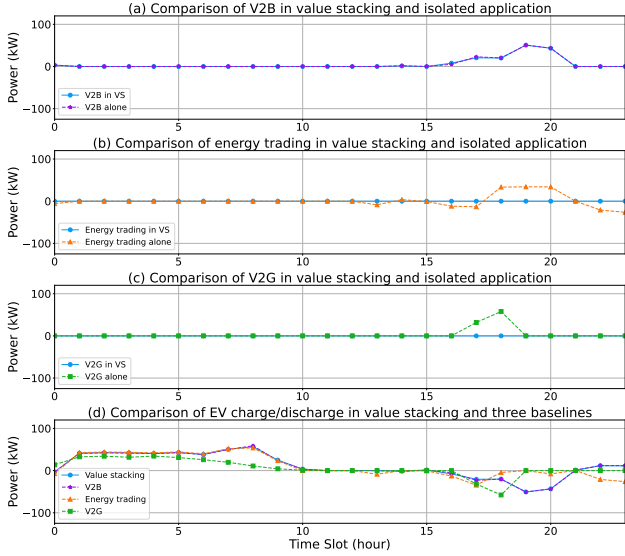 (a) Comparison of V2B in value stacking and isolated application
Power (kW)
100
0
−100
V2B in VS
V2B alone
0 5 10 15 20
(b) Comparison of energy trading in value stacking and isolated application
Power (kW)
100
0
−100
Energy trading in VS
Energy trading alone
0 5 10 15 20
(c) Comparison of V2G in value stacking and isolated application
Power (kW)
100
0
−100
V2G in VS
V2G alone
0 5 10 15 20
(d) Comparison of EV charge/discharge in value stacking and three baselines
Power (kW)
100
0
−100
Value stacking
V2B
Energy trading
V2G
0 5 10 15 20
Time Slot (hour)